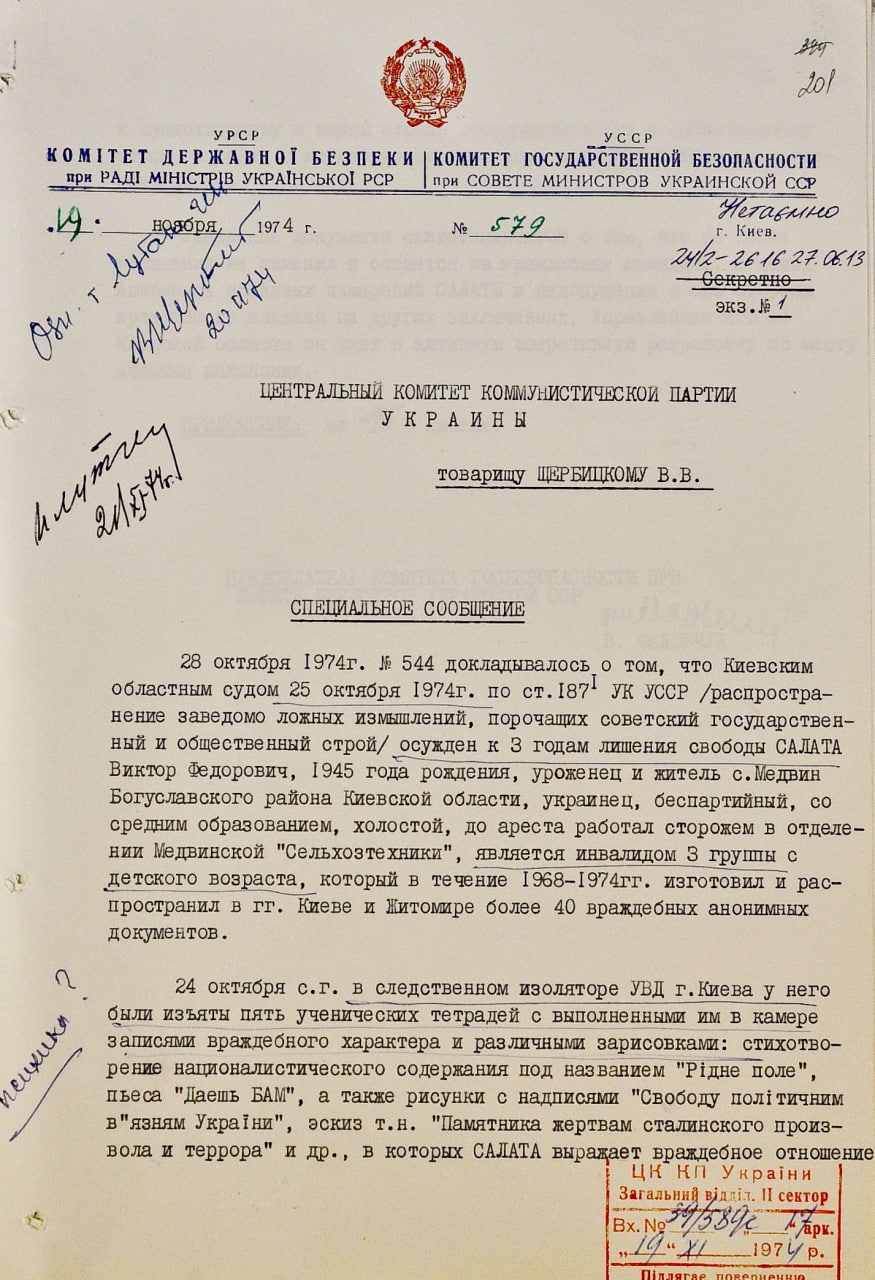 201
УРСР
КОМІТЕТ ДЕРЖАВНОЇ БЕЗПЕКИ
при РАДІ МІНІСТРІВ УКРАЇНСЬКОЇ РСР
УССР
КОМИТЕТ ГОСУДАРСТВЕННОЙ БЕЗОПАСНОСТИ
при СОВЕТЕ МИНИСТРОВ УКРАИНСКОЙ ССР
19 ноября 1974 г.
№ 579
Нетаємно
г. Киев.
24/2-2616 27.06.13
Секретно
экз.№ 1
21/XI-74г.
ЦЕНТРАЛЬНЫЙ КОМИТЕТ КОММУНИСТИЧЕСКОЙ ПАРТИИ
УКРАИНЫ
товарищу ЩЕРБИЦКОМУ В.В.
СПЕЦИАЛЬНОЕ СООБЩЕНИЕ
28 октября 1974г. № 544 докладывалось о том, что Киевским
областным судом 25 октября 1974г. по ст.187¹ УК УССР /распростра-
нение заведомо ложных измышлений, порочащих советский государствен-
ный и общественный строй/ осужден к 3 годам лишения свободы САЛАТА
Виктор Федорович, 1945 года рождения, уроженец и житель с.Медвин
Богуславского района Киевской области, украинец, беспартийный, со
средним образованием, холостой, до ареста работал сторожем в отделе-
нии Медвинской "Сельхозтехники", является инвалидом 3 группы с
детского возраста, который в течение 1968-1974гг. изготовил и рас-
пространил в гг. Киеве и Житомире более 40 враждебных анонимных
документов.
психика?
24 октября с.г. в следственном изоляторе УВД г.Киева у него
были изъяты пять ученических тетрадей с выполненными им в камере
записями враждебного характера и различными зарисовками: стихотво-
рение националистического содержания под названием "Рідне поле",
пьеса "Даешь БАМ", а также рисунки с надписями "Свободу політичним
в"язням України", эскиз т.н. "Памятника жертвам сталинского произ-
вола и террора" и др., в которых САЛАТА выражает враждебное отношение
ЦК КП України
Загальний відділ. II сектор
Вх. № 17 арк.
„19" XI 1974 р.
Підлягає поверненню